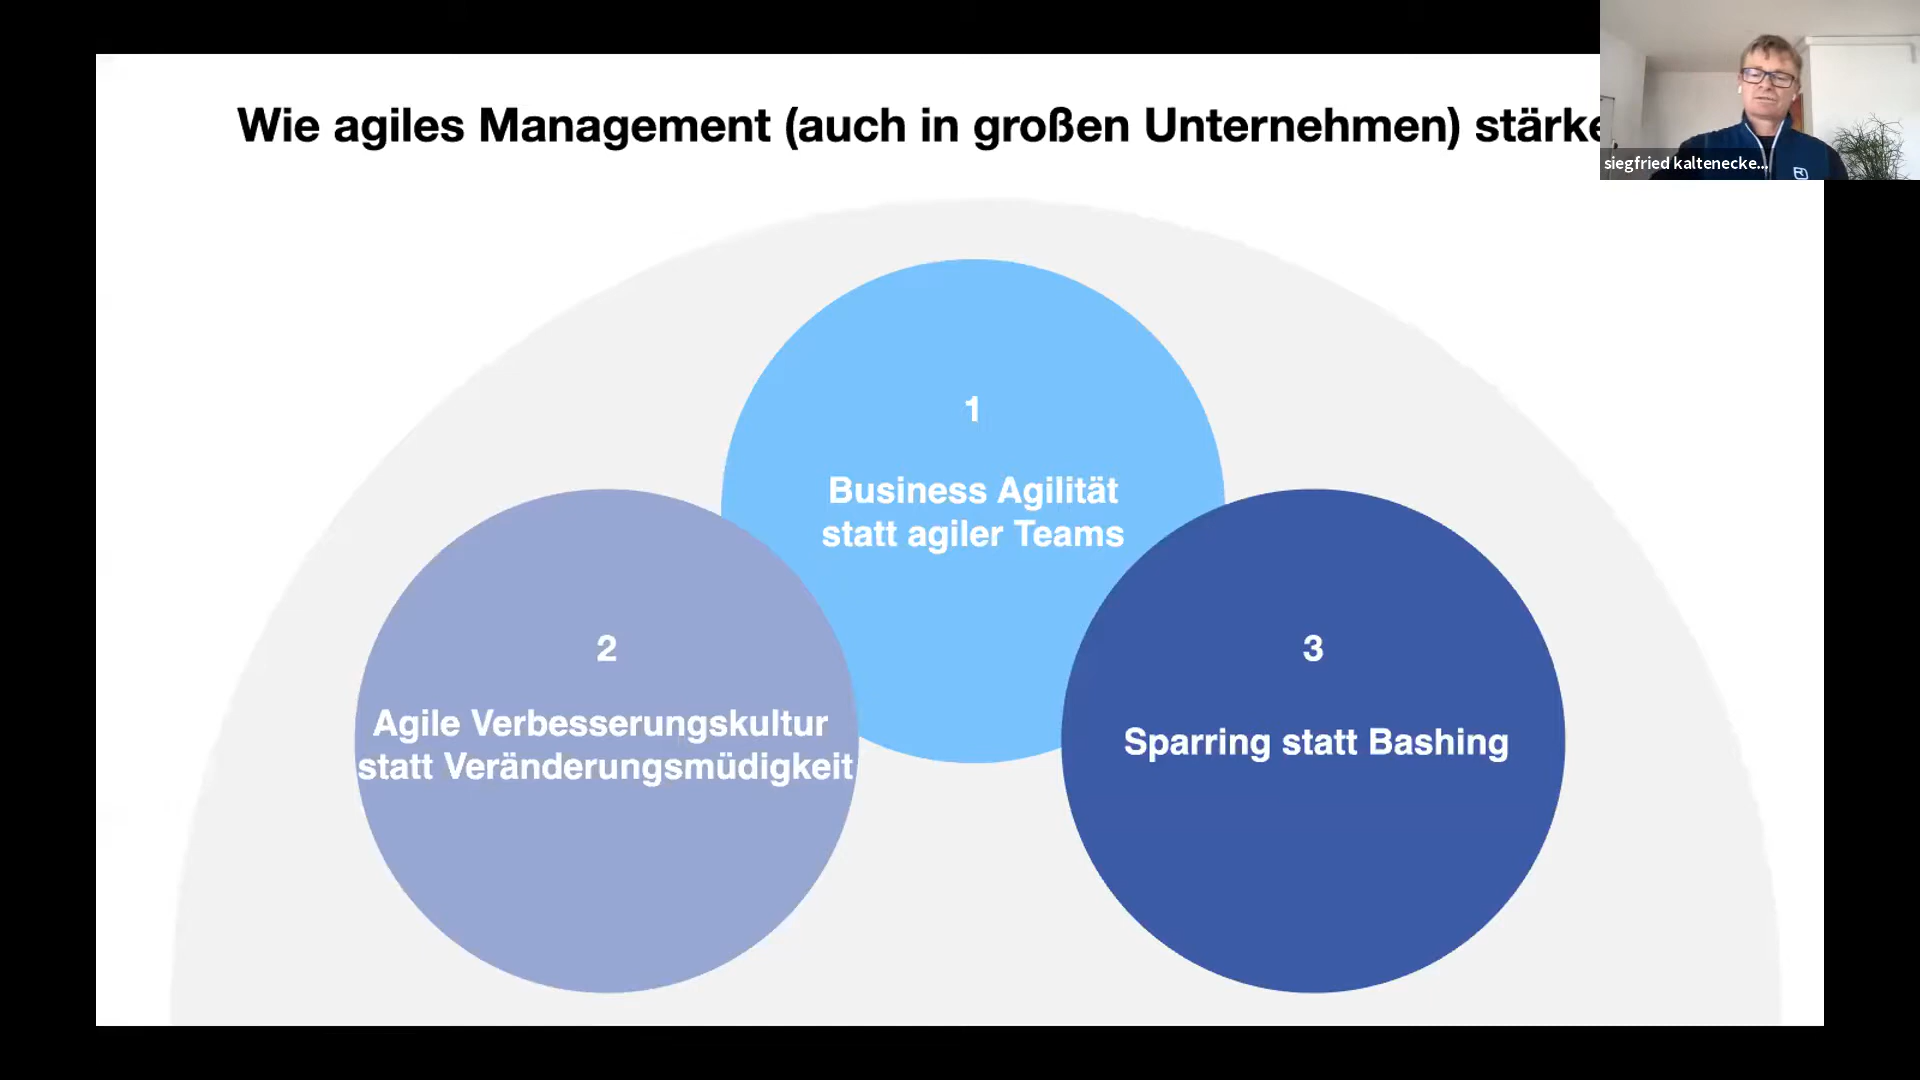 Wie agiles Management (auch in großen Unternehmen) stärke
siegfried kaltenecke...
1
Business Agilität
statt agiler Teams
2
Agile Verbesserungskultur
statt Veränderungsmüdigkeit
3
Sparring statt Bashing